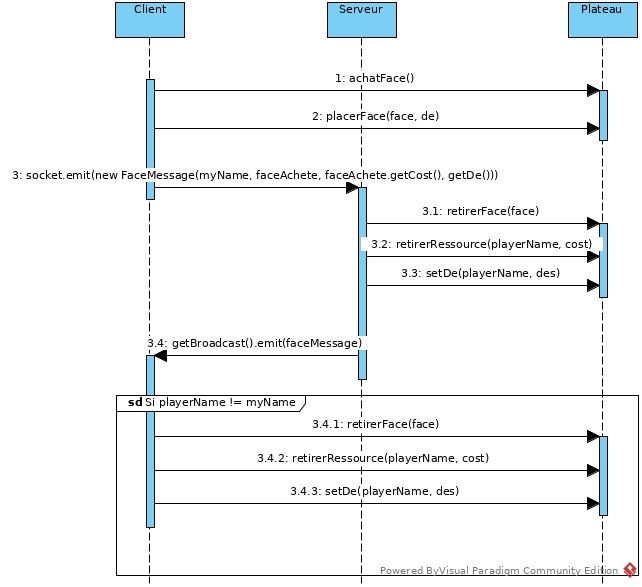 Client Serveur Plateau
1: achatFace()
2: placerFace(face, de)
3: socket.emit(new FaceMessage(myName, faceAchete, faceAchete.getCost(), getDe()))
3.1: retirerFace(face)
3.2: retirerRessource(playerName, cost)
3.3: setDe(playerName, des)
3.4: getBroadcast().emit(faceMessage)
sd Si playerName != myName
3.4.1: retirerFace(face)
3.4.2: retirerRessource(playerName, cost)
3.4.3: setDe(playerName, des)
Powered ByVisual Paradigm Community Edition